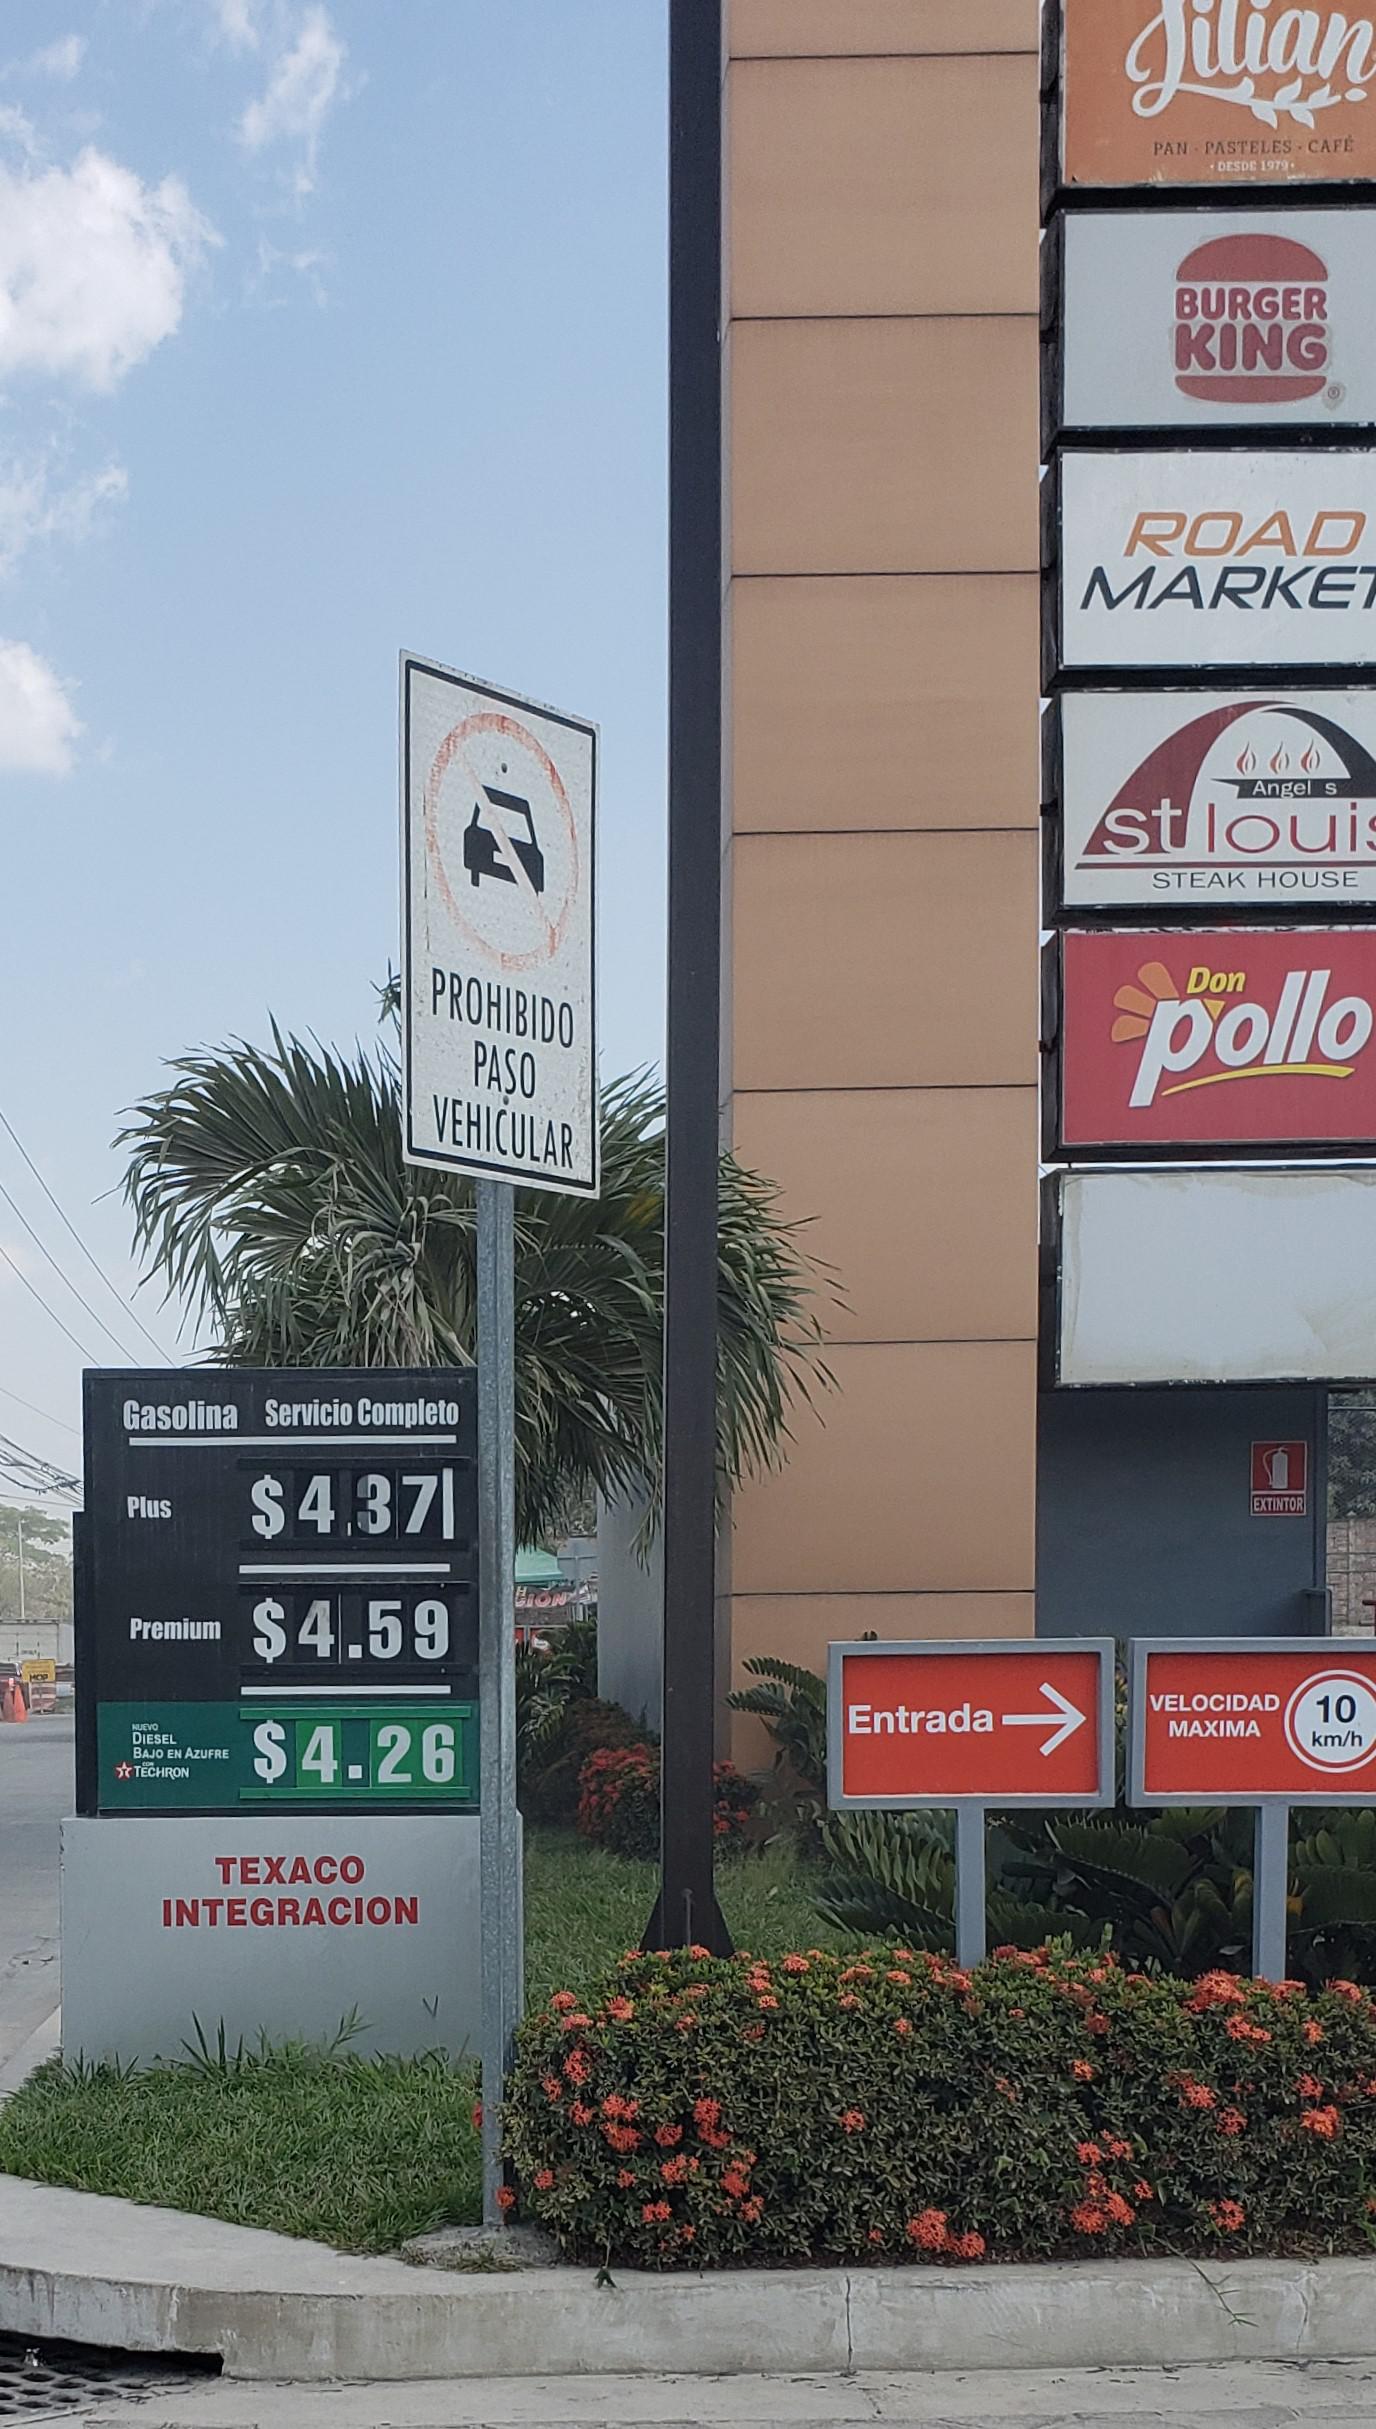 Lilian
PAN · PASTELES · CAFÉ
· DESDE 1979 ·
BURGER
KING
®
ROAD
MARKET
Angel s
st louis
STEAK HOUSE
Don
pollo
PROHIBIDO
PASO
VEHICULAR
Gasolina Servicio Completo
Plus $4.37
Premium $4.59
NUEVO
DIESEL
BAJO EN AZUFRE
CON
TECHRON
$4.26
TEXACO
INTEGRACION
EXTINTOR
Entrada
VELOCIDAD
MAXIMA
10
km/h
MOP